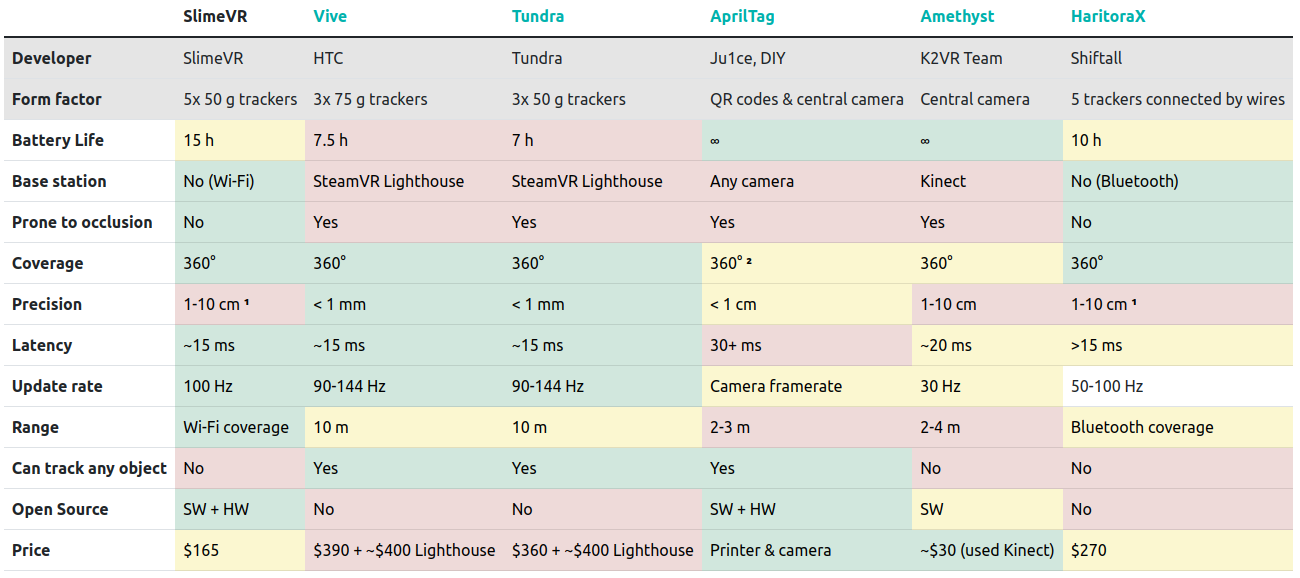 SlimeVR Vive Tundra AprilTag Amethyst HaritoraX
Developer SlimeVR HTC Tundra Ju1ce, DIY K2VR Team Shiftall
Form factor 5x 50 g trackers 3x 75 g trackers 3x 50 g trackers QR codes & central camera Central camera 5 trackers connected by wires
Battery Life 15 h 7.5 h 7 h ∞ ∞ 10 h
Base station No (Wi-Fi) SteamVR Lighthouse SteamVR Lighthouse Any camera Kinect No (Bluetooth)
Prone to occlusion No Yes Yes Yes Yes No
Coverage 360° 360° 360° 360° ² 360° 360°
Precision 1-10 cm ¹ < 1 mm < 1 mm < 1 cm 1-10 cm 1-10 cm ¹
Latency ~15 ms ~15 ms ~15 ms 30+ ms ~20 ms >15 ms
Update rate 100 Hz 90-144 Hz 90-144 Hz Camera framerate 30 Hz 50-100 Hz
Range Wi-Fi coverage 10 m 10 m 2-3 m 2-4 m Bluetooth coverage
Can track any object No Yes Yes Yes No No
Open Source SW + HW No No SW + HW SW No
Price $165 $390 + ~$400 Lighthouse $360 + ~$400 Lighthouse Printer & camera ~$30 (used Kinect) $270